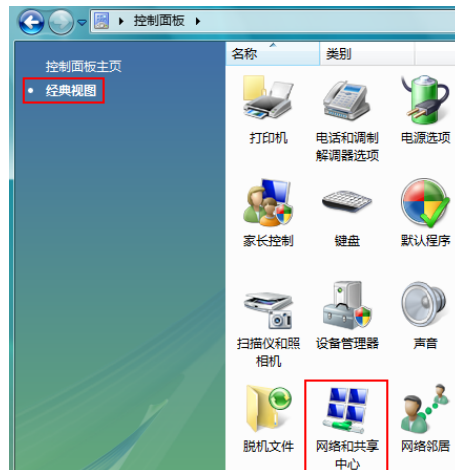 控制面板
控制面板主页
• 经典视图
名称 类别
打印机
电话和调制
解调器选项
电源选项
家长控制
键盘
默认程序
扫描仪和照
相机
设备管理器
声音
脱机文件
网络和共享
中心
网络邻居